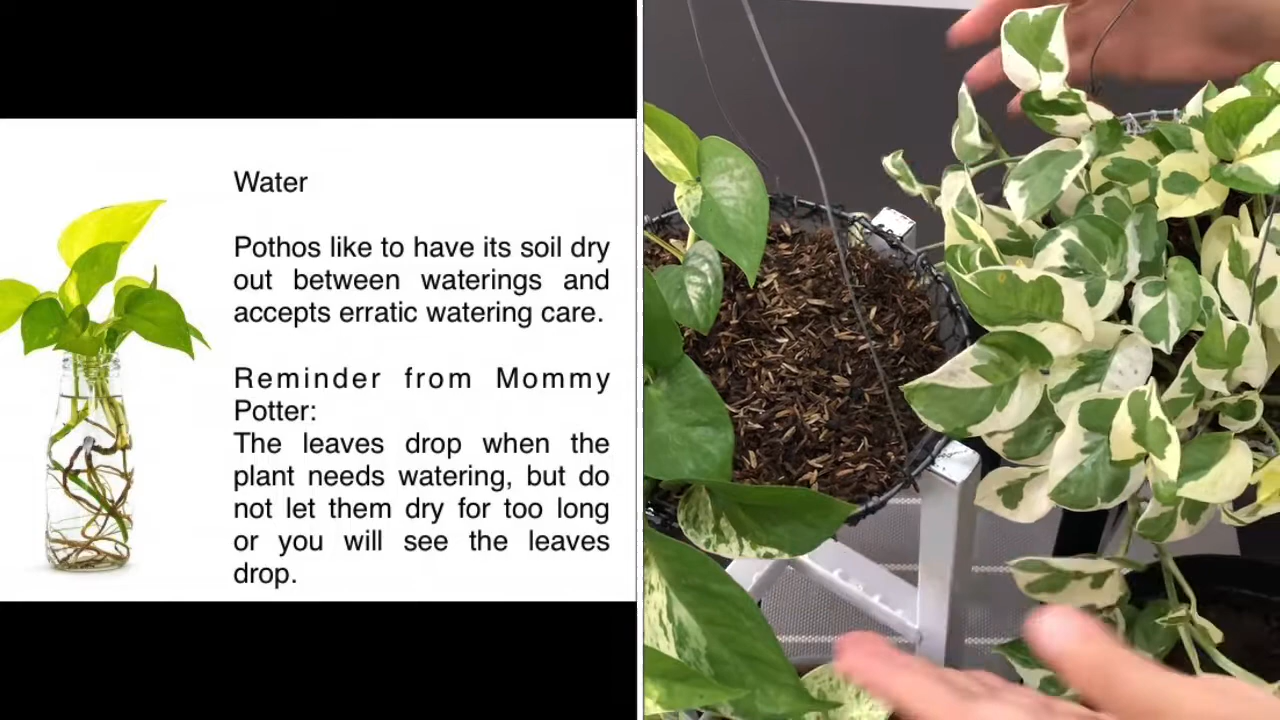 Water
Pothos like to have its soil dry
out between waterings and
accepts erratic watering care.
Reminder from Mommy
Potter:
The leaves drop when the
plant needs watering, but do
not let them dry for too long
or you will see the leaves
drop.